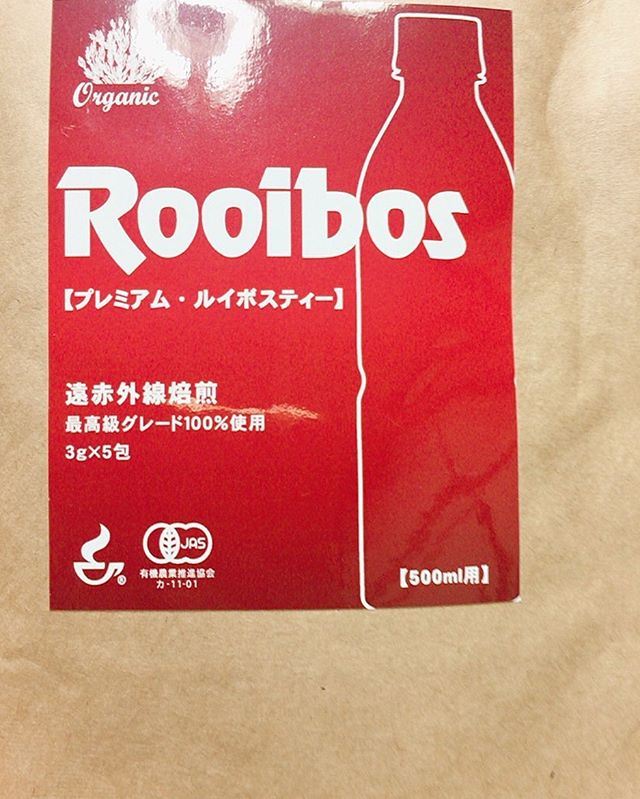 Organic
Rooibos
【プレミアム・ルイボスティー】
遠赤外線焙煎
最高級グレード100%使用
3g×5包
®
JAS
有機農業推進協会
カ-11-01
【500ml用】